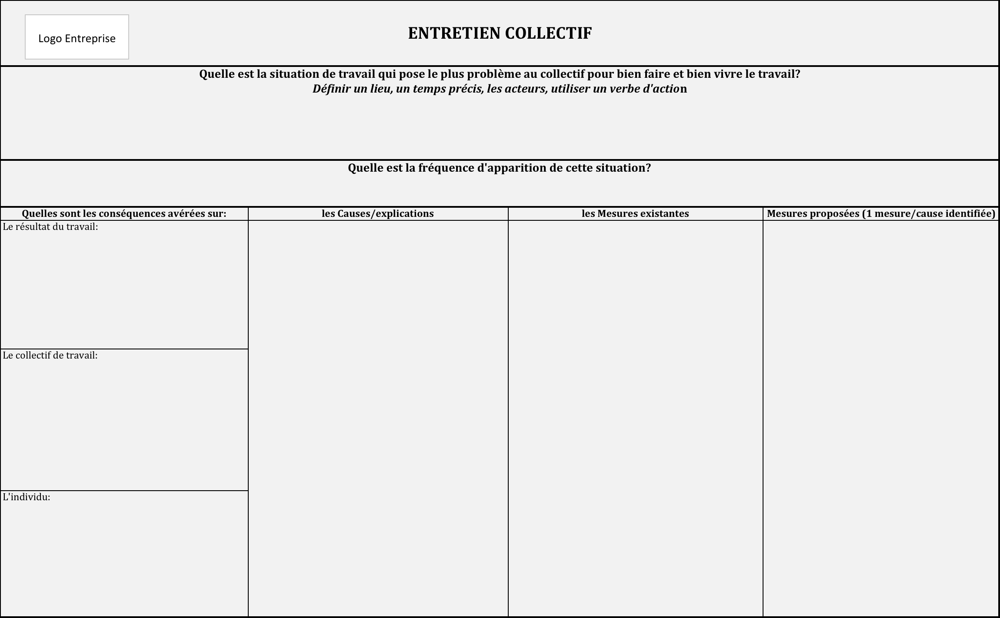 Logo Entreprise
ENTRETIEN COLLECTIF
Quelle est la situation de travail qui pose le plus problème au collectif pour bien faire et bien vivre le travail?
Définir un lieu, un temps précis, les acteurs, utiliser un verbe d'action
Quelle est la fréquence d'apparition de cette situation?
Quelles sont les conséquences avérées sur:
les Causes/explications
les Mesures existantes
Mesures proposées (1 mesure/cause identifiée)
Le résultat du travail:
Le collectif de travail:
L'individu: